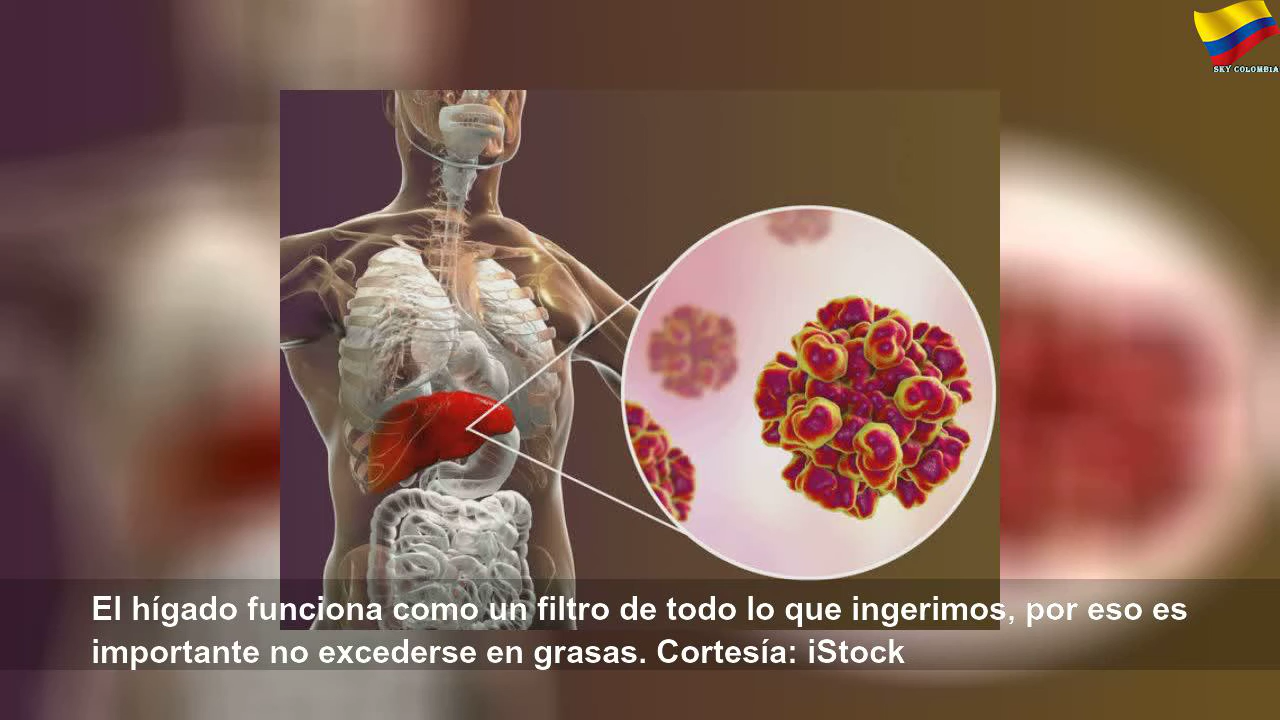 SKY COLOMBIA
El hígado funciona como un filtro de todo lo que ingerimos, por eso es
importante no excederse en grasas. Cortesía: iStock